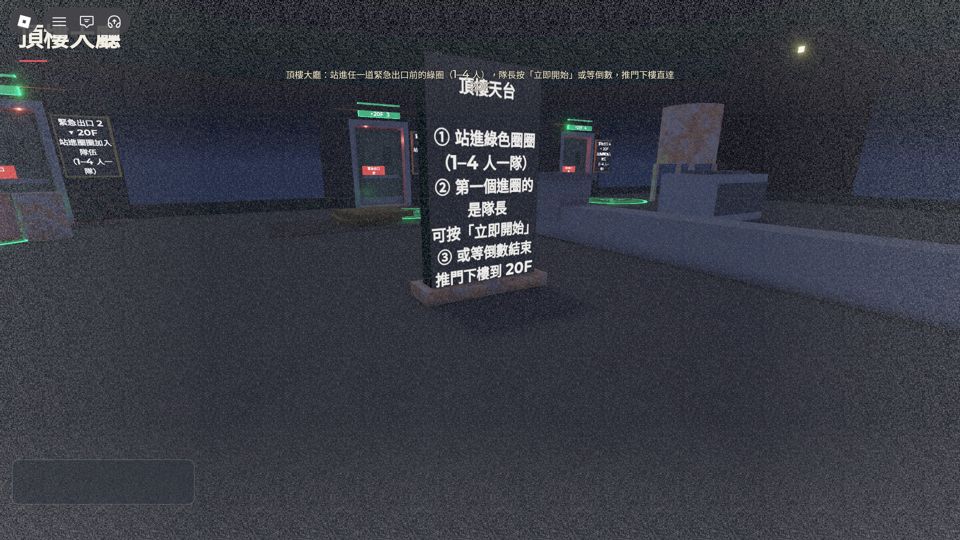 頂樓大廳
頂樓大廳：站進任一道緊急出口前的綠圈（1–4 人），隊長按「立即開始」或等倒數，推門下樓直達
頂樓天台
① 站進綠色圈圈
（1–4 人一隊）
② 第一個進圈的
是隊長
可按「立即開始」
③ 或等倒數結束
推門下樓到 20F
緊急出口 2
▼ 20F
站進圈圈加入
隊伍
（1–4 人一
隊）